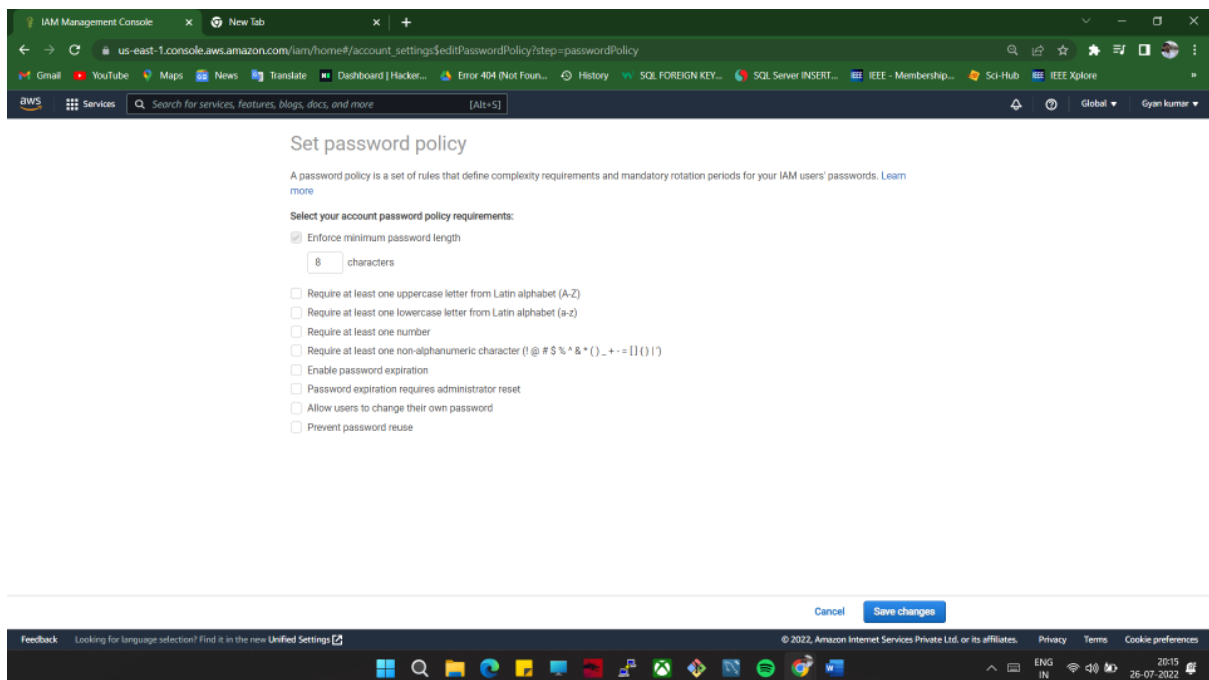 IAM Management Console
New Tab
us-east-1.console.aws.amazon.com/iam/home#/account_settings$editPasswordPolicy?step=passwordPolicy
Gmail YouTube Maps News Translate Dashboard | Hacker... Error 404 (Not Foun... History SQL FOREIGN KEY... SQL Server INSERT... IEEE - Membership... Sci-Hub IEEE Xplore »
aws Services Search for services, features, blogs, docs, and more [Alt+S] Global Gyan kumar
Set password policy
A password policy is a set of rules that define complexity requirements and mandatory rotation periods for your IAM users' passwords. Learn
more
Select your account password policy requirements:
Enforce minimum password length
8 characters
Require at least one uppercase letter from Latin alphabet (A-Z)
Require at least one lowercase letter from Latin alphabet (a-z)
Require at least one number
Require at least one non-alphanumeric character (! @ # $ % ^ & * ( ) _ + - = [ ] { } | ')
Enable password expiration
Password expiration requires administrator reset
Allow users to change their own password
Prevent password reuse
Cancel Save changes
Feedback Looking for language selection? Find it in the new Unified Settings © 2022, Amazon Internet Services Private Ltd. or its affiliates. Privacy Terms Cookie preferences
ENG 20:15
IN 26-07-2022